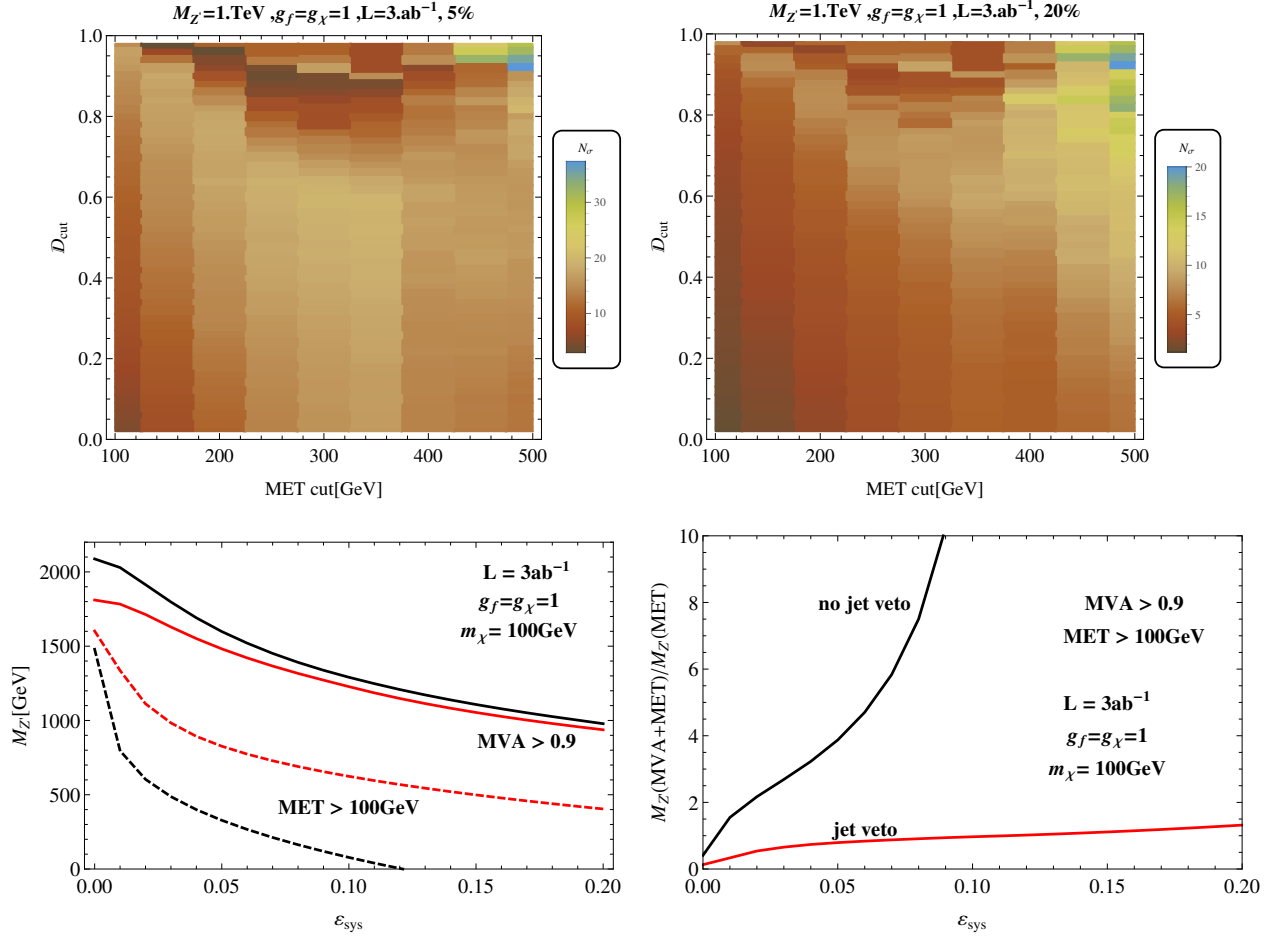 M_Z'=1.TeV ,g_f=g_χ=1 ,L=3.ab⁻¹, 5%
1.0
0.8
0.6
0.4
0.2
0.0
D_cut
100 200 300 400 500
MET cut[GeV]
N_σ
30
20
10
M_Z'=1.TeV ,g_f=g_χ=1 ,L=3.ab⁻¹, 20%
1.0
0.8
0.6
0.4
0.2
0.0
D_cut
100 200 300 400 500
MET cut[GeV]
N_σ
20
15
10
5
2000
1500
1000
500
0
M_Z'[GeV]
L = 3ab⁻¹
g_f=g_χ=1
m_χ = 100GeV
MVA > 0.9
MET > 100GeV
0.00 0.05 0.10 0.15 0.20
ε_sys
10
8
6
4
2
0
M_Z'(MVA+MET)/M_Z'(MET)
no jet veto
MVA > 0.9
MET > 100GeV
L = 3ab⁻¹
g_f=g_χ=1
m_χ = 100GeV
jet veto
0.00 0.05 0.10 0.15 0.20
ε_sys